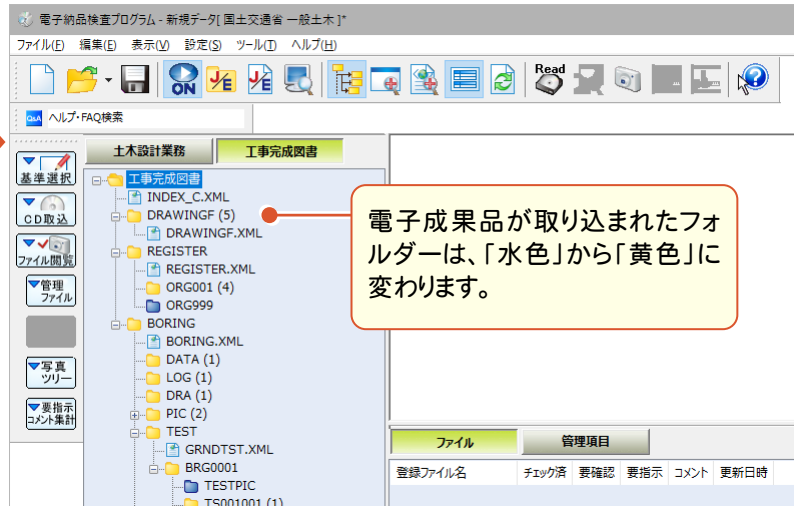 電子納品検査プログラム - 新規データ[ 国土交通省 一般土木 ]*
ファイル(F) 編集(E) 表示(V) 設定(S) ツール(T) ヘルプ(H)
ON J/E J/E Read
Q&A ヘルプ・FAQ検索
土木設計業務 工事完成図書
基準選択
CD取込
ファイル閲覧
管理
ファイル
写真
ツリー
要指示
コメント集計
工事完成図書
INDEX_C.XML
DRAWINGF (5)
DRAWINGF.XML
REGISTER
REGISTER.XML
ORG001 (4)
ORG999
BORING
BORING.XML
DATA (1)
LOG (1)
DRA (1)
PIC (2)
TEST
GRNDTST.XML
BRG0001
TESTPIC
TS001001 (1)
電子成果品が取り込まれたフォ
ルダーは、「水色」から「黄色」に
変わります。
ファイル 管理項目
登録ファイル名 チェック済 要確認 要指示 コメント 更新日時